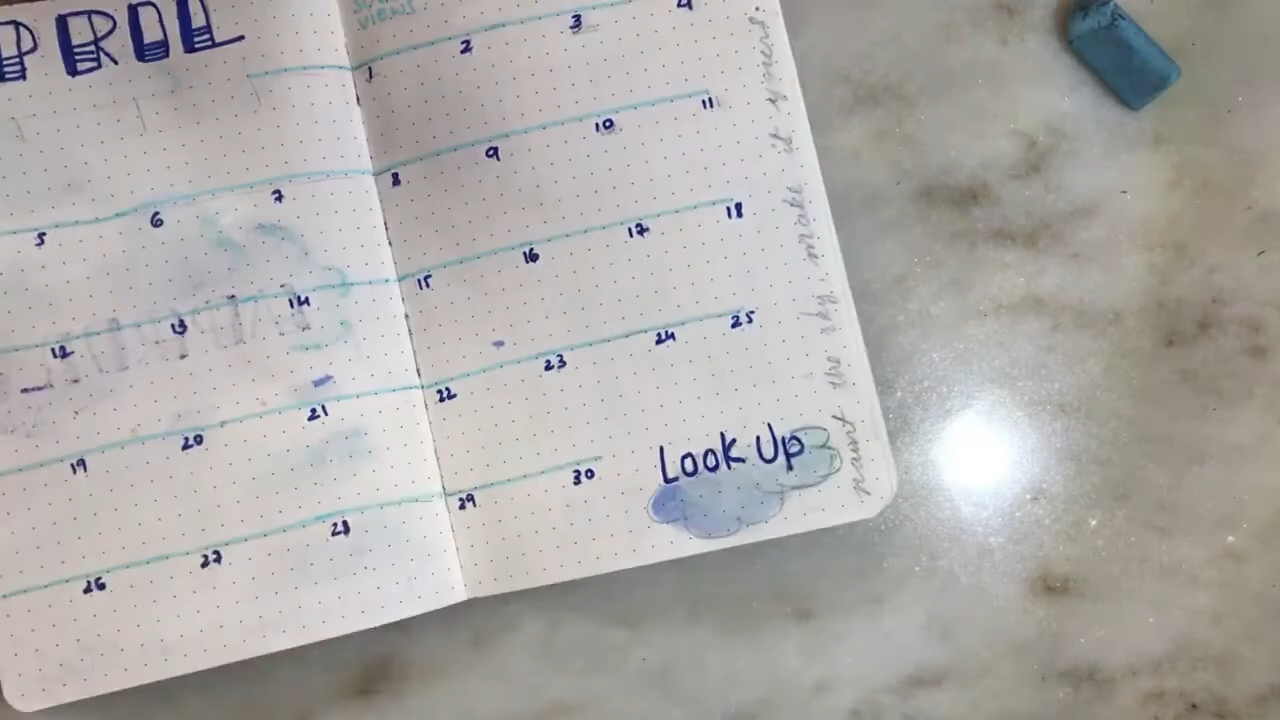 PRIL
VIEWS:
1 2 3 4
5 6 7 8 9 10 11
12 13 14 15 16 17 18
19 20 21 22 23 24 25
26 27 28 29 30
Look Up
the sky, make it yours.